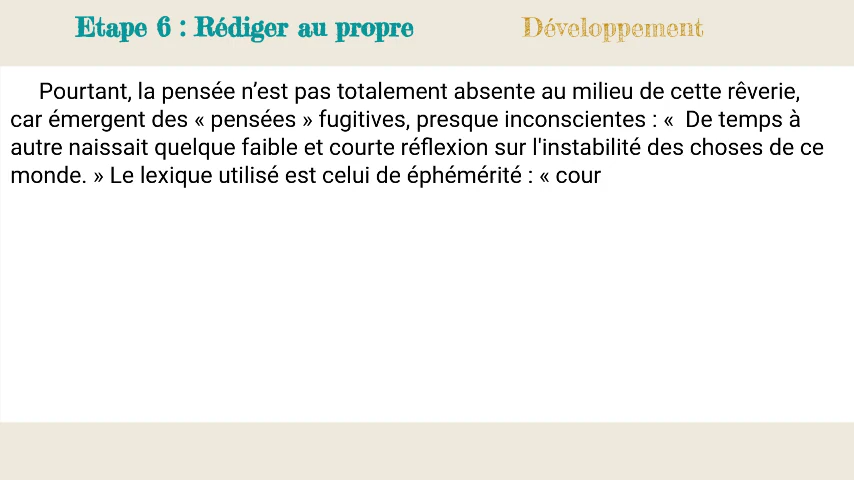 Etape 6 : Rédiger au propre
Développement
Pourtant, la pensée n’est pas totalement absente au milieu de cette rêverie,
car émergent des « pensées » fugitives, presque inconscientes : «  De temps à
autre naissait quelque faible et courte réflexion sur l'instabilité des choses de ce
monde. » Le lexique utilisé est celui de éphémérité : « cour